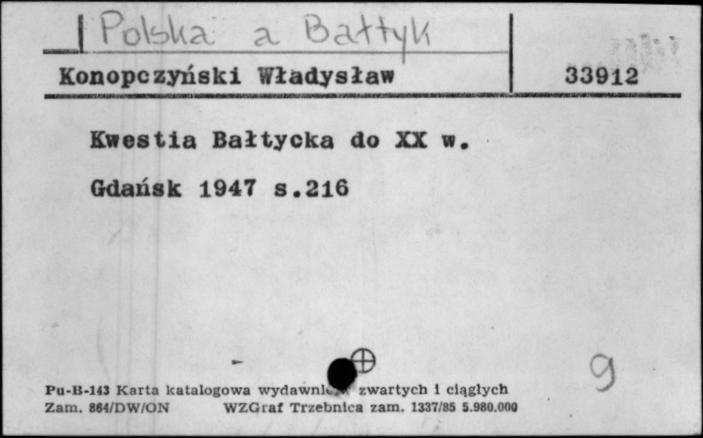 Polska a Bałtyk
Konopczyński Władysław 33912
Kwestia Bałtycka do XX w.
Gdańsk 1947 s.216
9
Pu-B-143 Karta katalogowa zwartych i ciągłych
Zam. 864/DW/ON WZGraf Trzebnica zam. 1337/85 5.980.000